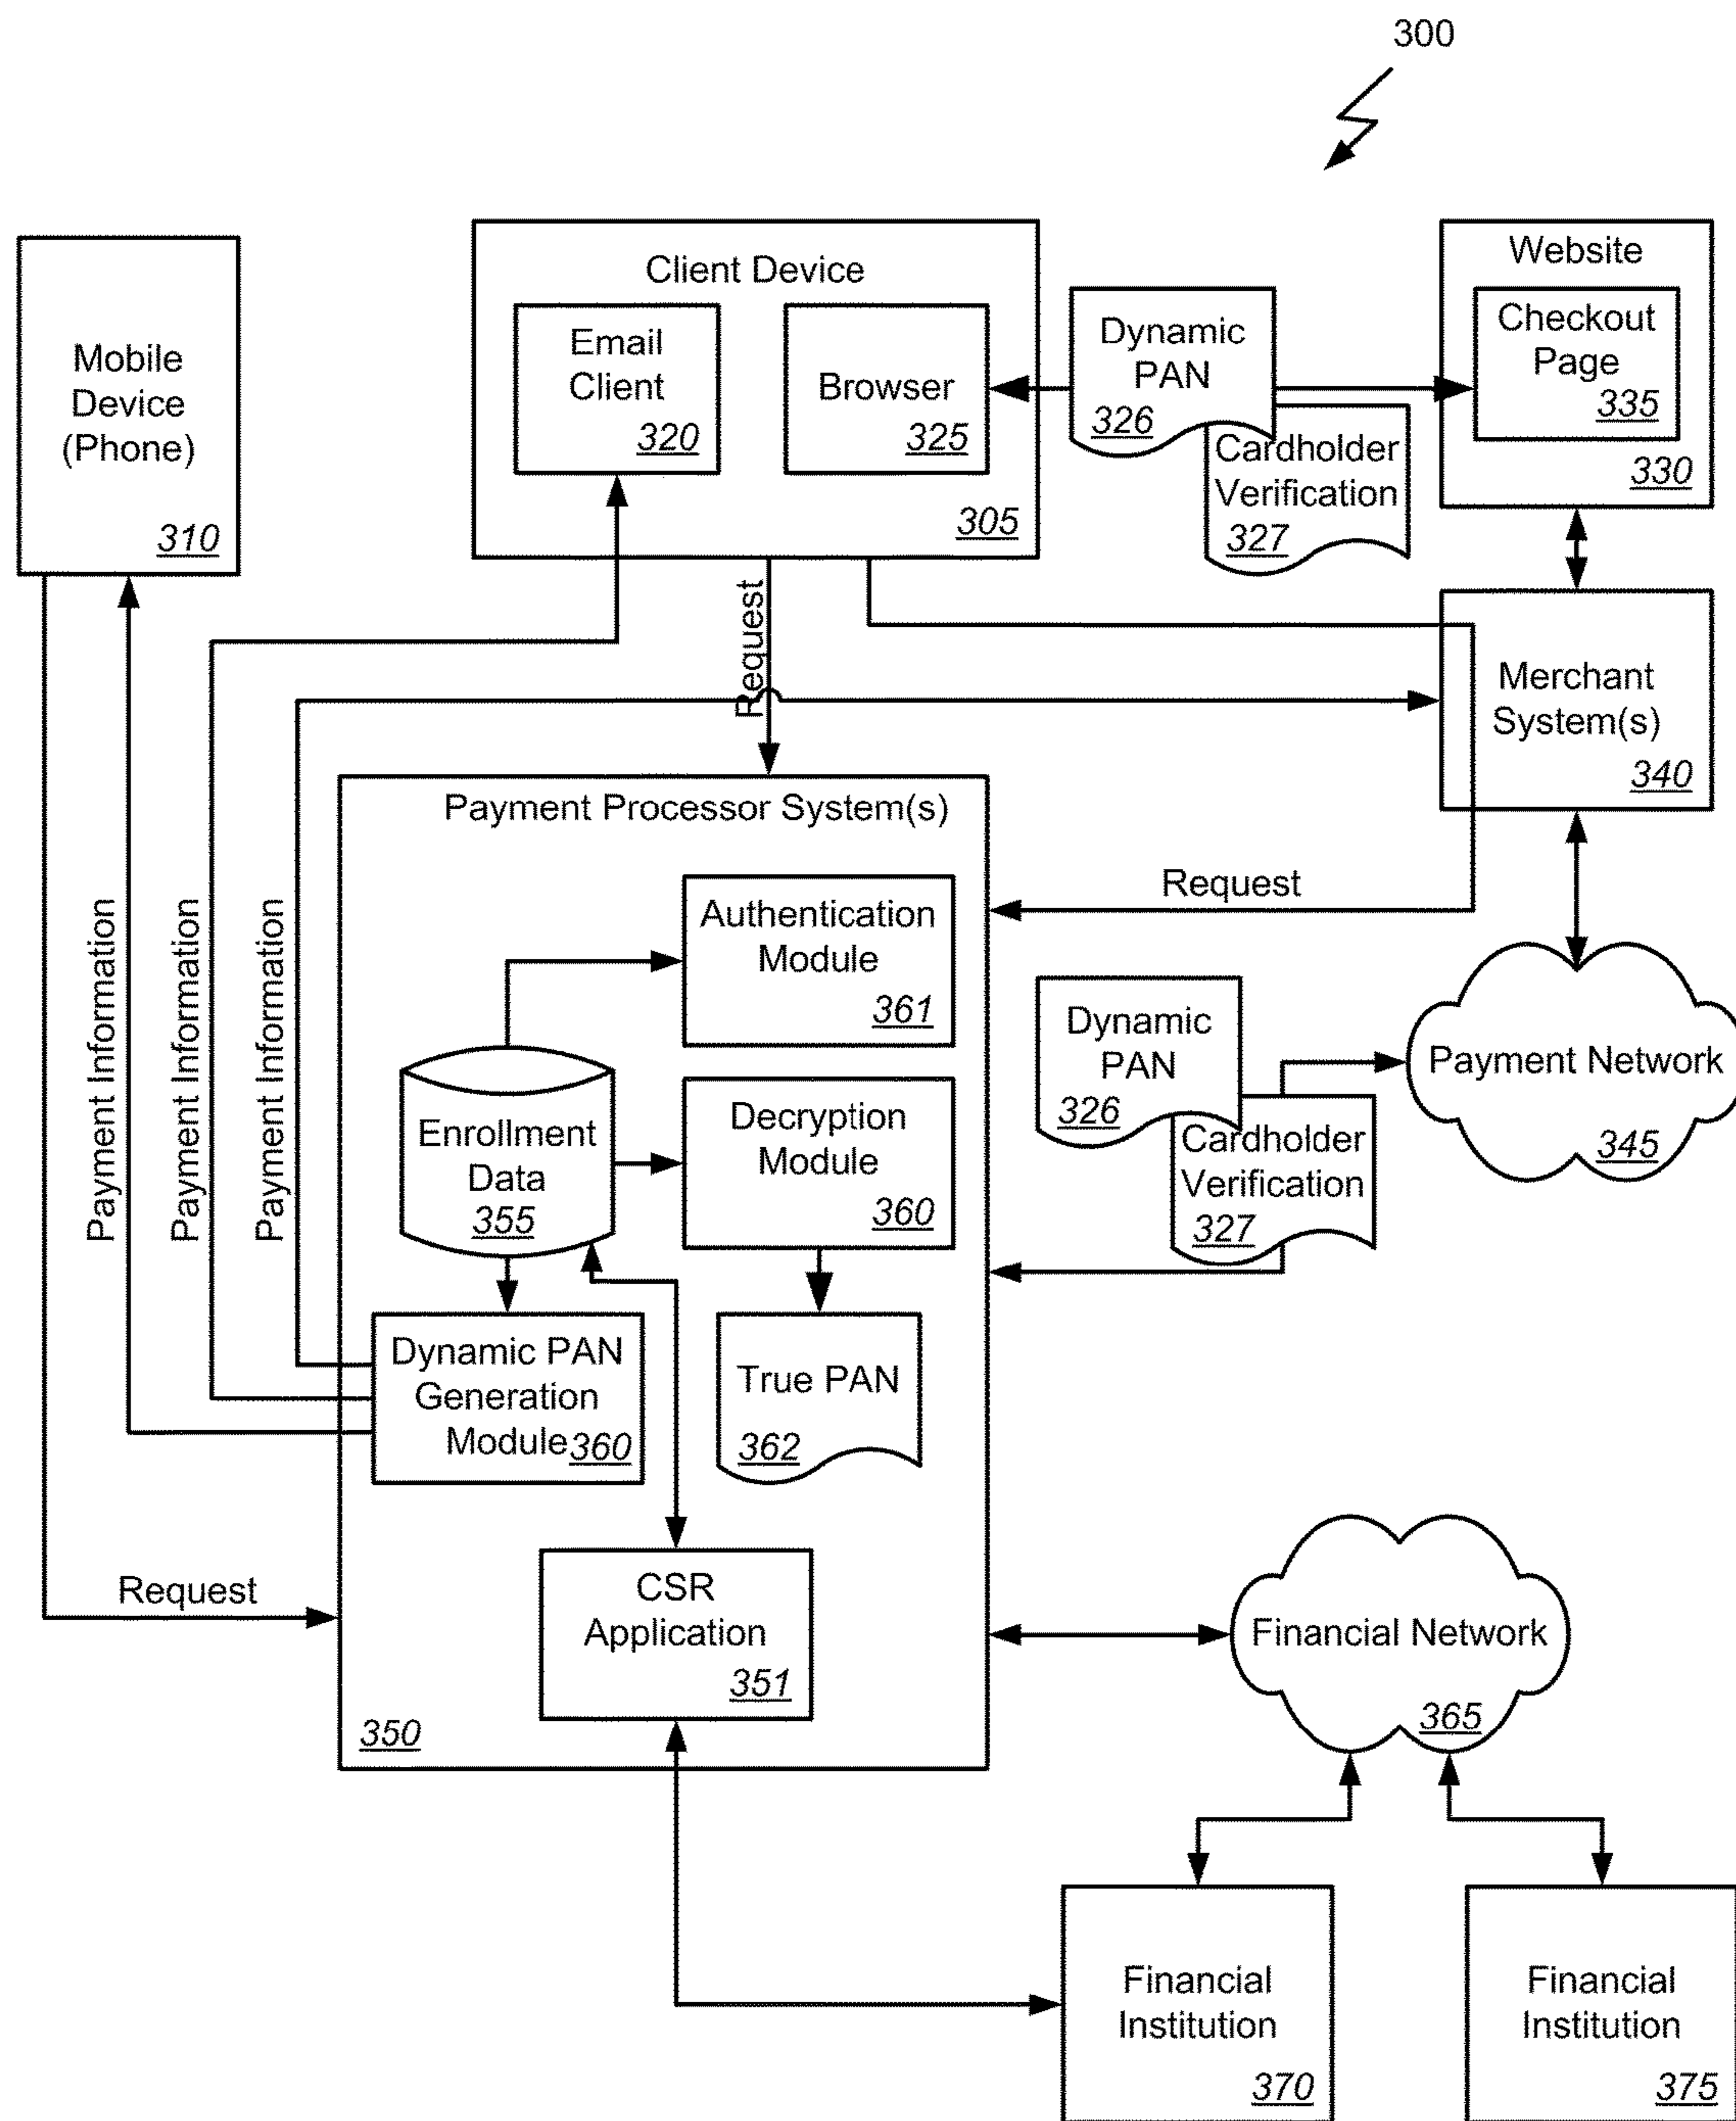 300
Mobile
Device
(Phone)
310
Client Device
Email
Client
320
Browser
325
305
Dynamic
PAN
326
Cardholder
Verification
327
Website
Checkout
Page
335
330
Merchant
System(s)
340
Request
Request
Payment Information
Payment Information
Payment Information
Payment Processor System(s)
Authentication
Module
361
Enrollment
Data
355
Decryption
Module
360
Dynamic PAN
Generation
Module 360
True PAN
362
CSR
Application
351
350
Request
Dynamic
PAN
326
Cardholder
Verification
327
Payment Network
345
Financial Network
365
Financial
Institution
370
Financial
Institution
375